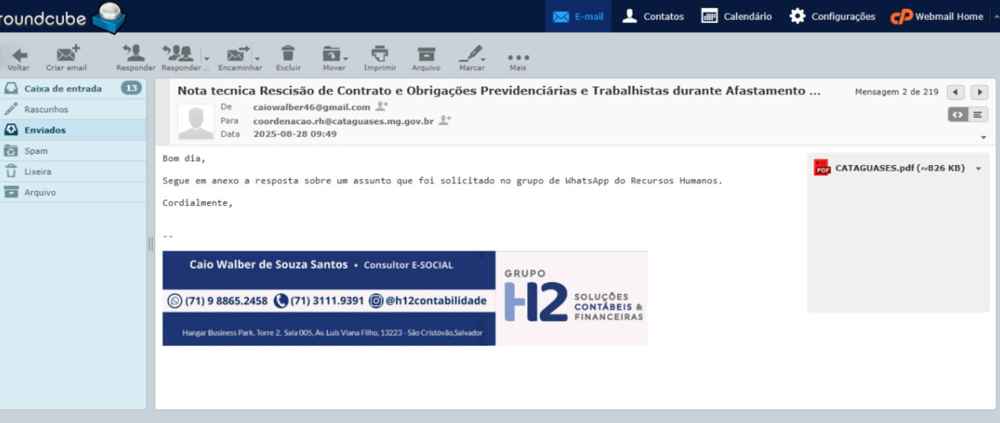 roundcube
E-mail
Contatos
Calendário
Configurações
cP Webmail Home
Voltar
Criar email
Responder
Responder ...
Encaminhar
Excluir
Mover
Imprimir
Arquivo
Marcar
Mais
Caixa de entrada 13
Rascunhos
Enviados
Spam
Lixeira
Arquivo
Nota tecnica Rescisão de Contrato e Obrigações Previdenciárias e Trabalhistas durante Afastamento ...
Mensagem 2 de 219
De caiowalber46@gmail.com
Para coordenacao.rh@cataguases.mg.gov.br
Data 2025-08-28 09:49
Bom dia,
Segue em anexo a resposta sobre um assunto que foi solicitado no grupo de WhatsApp do Recursos Humanos.
Cordialmente,
--
Caio Walber de Souza Santos • Consultor E-SOCIAL
(71) 9 8865.2458 (71) 3111.9391 @h12contabilidade
Hangar Business Park, Torre 2, Sala 005, Av. Luís Viana Filho, 13223 - São Cristóvão,Salvador
GRUPO
H2
SOLUÇÕES
CONTÁBEIS &
FINANCEIRAS
PDF CATAGUASES.pdf (~826 KB)